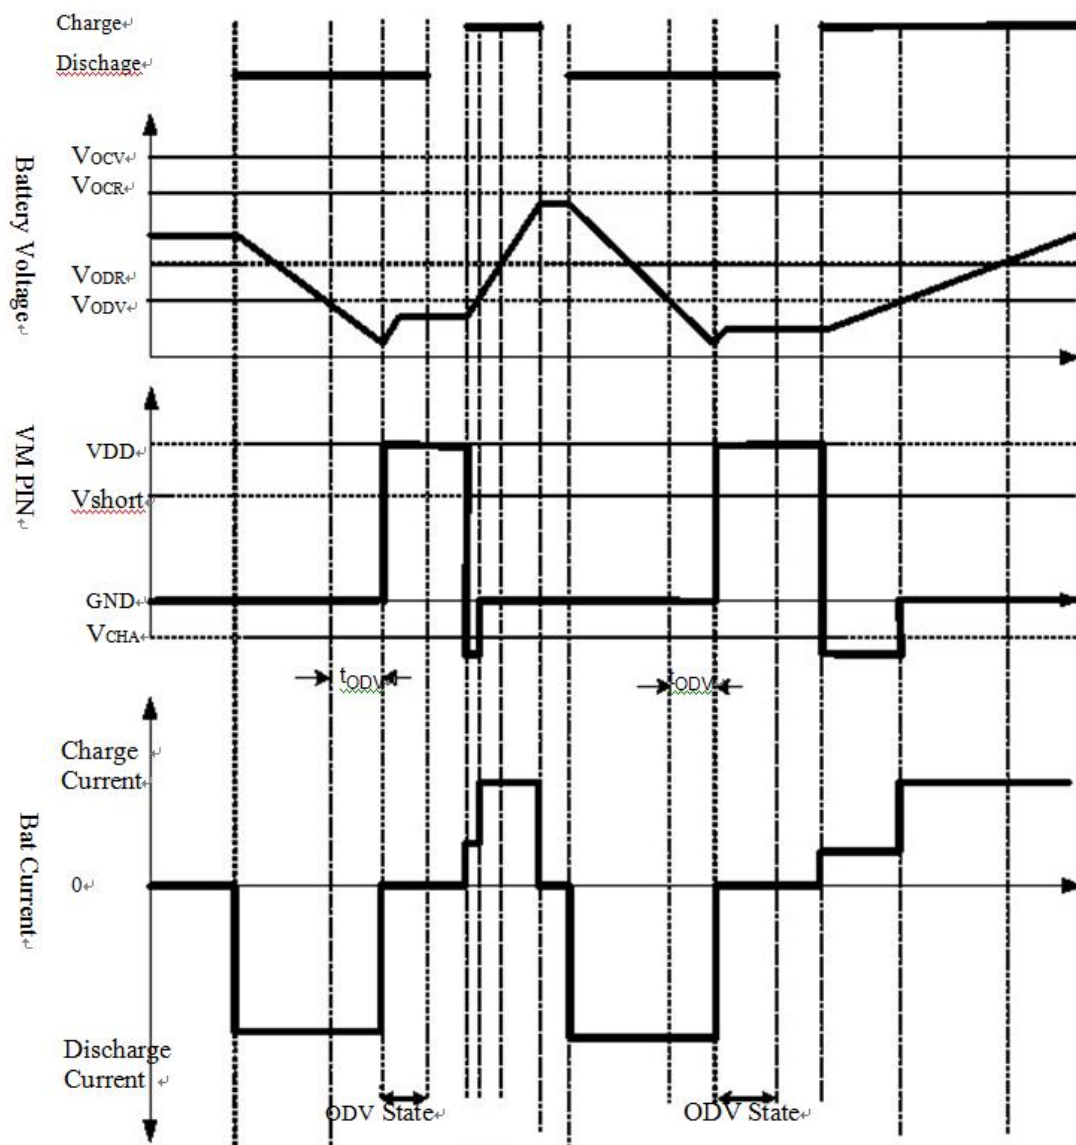 Charge
Dischage
Battery Voltage
VOCV
VOCR
VODR
VODV
VM PIN
VDD
Vshort
GND
VCHA
tODV
tODV
Bat Current
Charge
Current
0
Discharge
Current
ODV State
ODV State